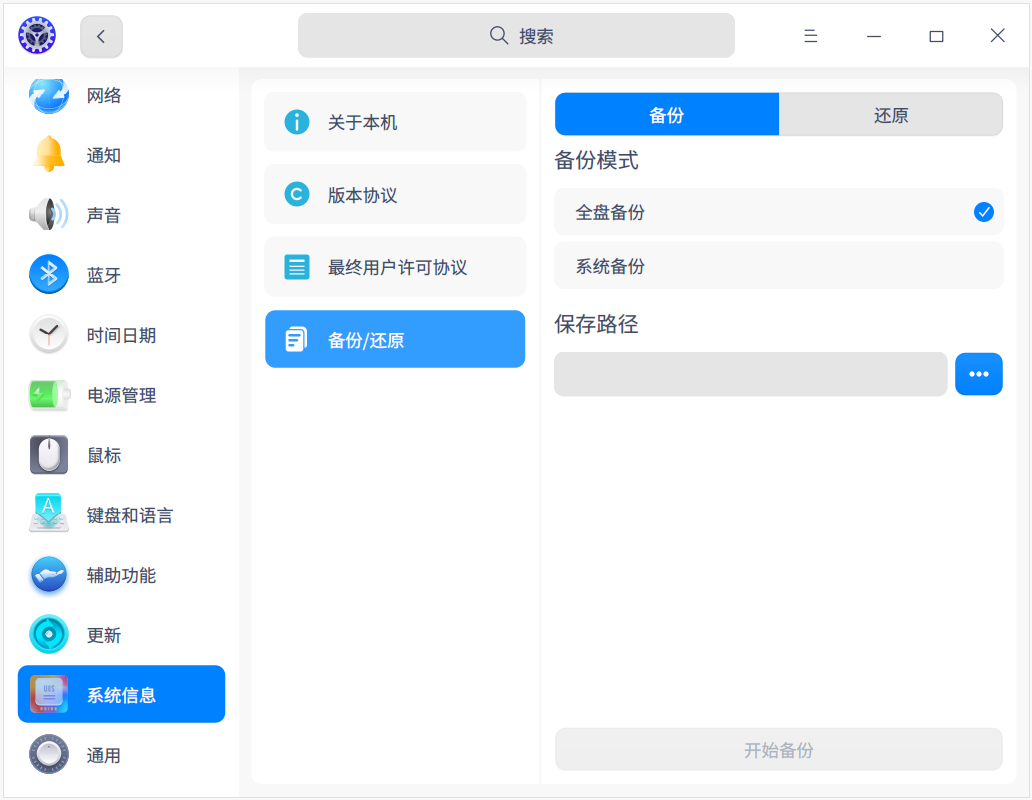 搜索
网络
通知
声音
蓝牙
时间日期
电源管理
鼠标
键盘和语言
辅助功能
更新
系统信息
通用
关于本机
版本协议
最终用户许可协议
备份/还原
备份
还原
备份模式
全盘备份
系统备份
保存路径
开始备份